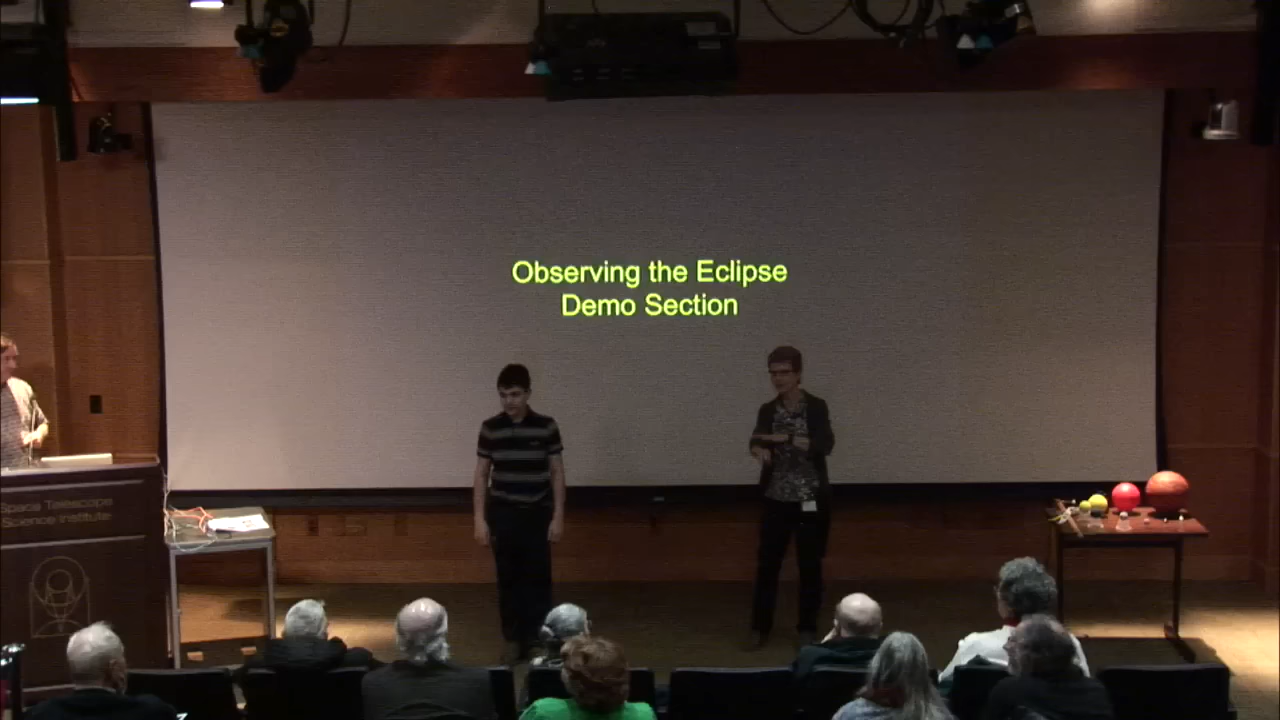 Observing the Eclipse
Demo Section
Space Telescope
Science Institute